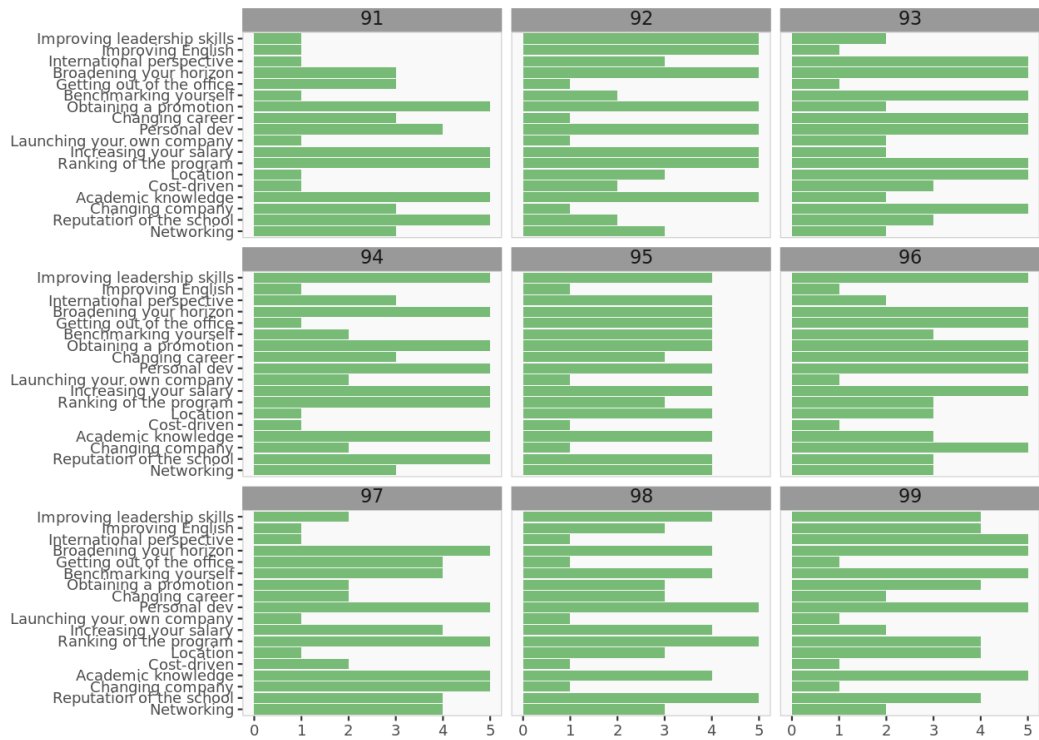 91 92 93
Improving leadership skills
Improving English
International perspective
Broadening your horizon
Getting out of the office
Benchmarking yourself
Obtaining a promotion
Changing career
Personal dev
Launching your own company
Increasing your salary
Ranking of the program
Location
Cost-driven
Academic knowledge
Changing company
Reputation of the school
Networking
94 95 96
Improving leadership skills
Improving English
International perspective
Broadening your horizon
Getting out of the office
Benchmarking yourself
Obtaining a promotion
Changing career
Personal dev
Launching your own company
Increasing your salary
Ranking of the program
Location
Cost-driven
Academic knowledge
Changing company
Reputation of the school
Networking
97 98 99
Improving leadership skills
Improving English
International perspective
Broadening your horizon
Getting out of the office
Benchmarking yourself
Obtaining a promotion
Changing career
Personal dev
Launching your own company
Increasing your salary
Ranking of the program
Location
Cost-driven
Academic knowledge
Changing company
Reputation of the school
Networking
0 1 2 3 4 5 0 1 2 3 4 5 0 1 2 3 4 5